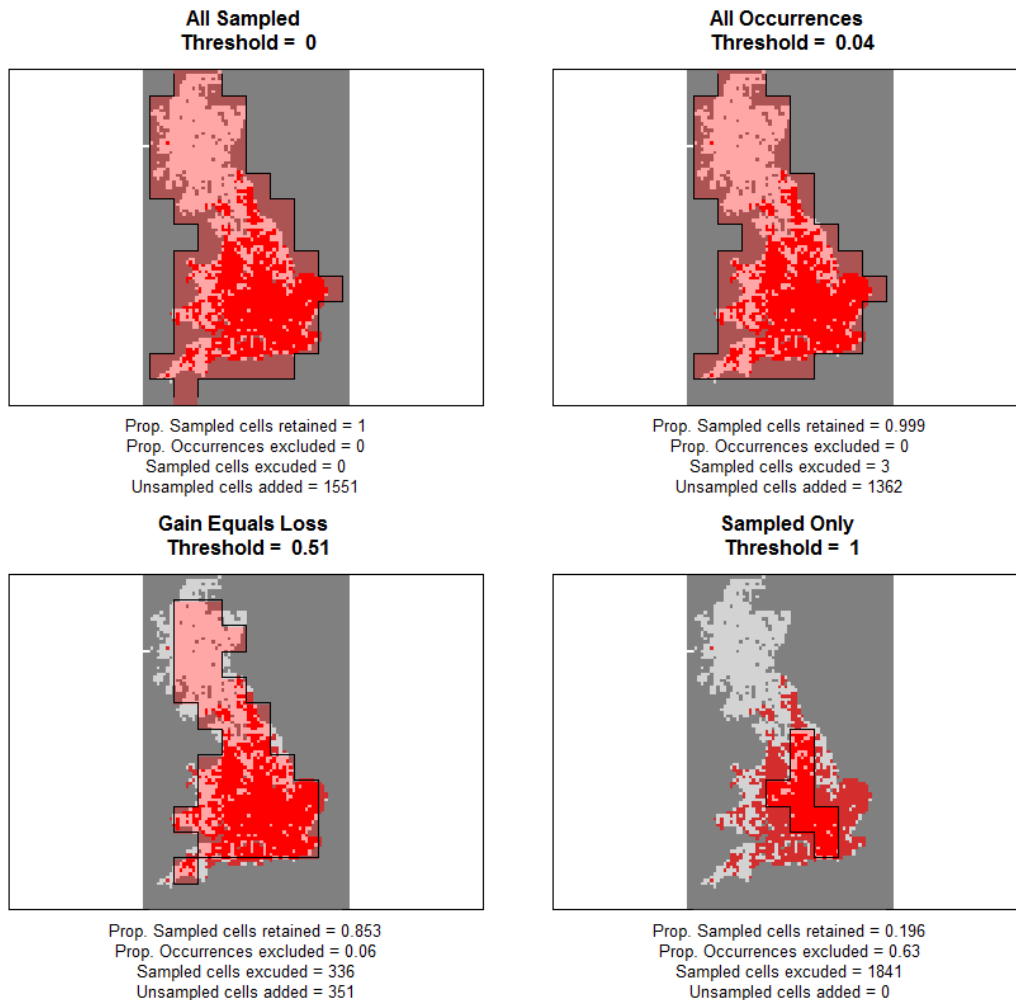 All Sampled
Threshold = 0
All Occurrences
Threshold = 0.04
Prop. Sampled cells retained = 1
Prop. Occurrences excluded = 0
Sampled cells excuded = 0
Unsampled cells added = 1551
Prop. Sampled cells retained = 0.999
Prop. Occurrences excluded = 0
Sampled cells excuded = 3
Unsampled cells added = 1362
Gain Equals Loss
Threshold = 0.51
Sampled Only
Threshold = 1
Prop. Sampled cells retained = 0.853
Prop. Occurrences excluded = 0.06
Sampled cells excuded = 336
Unsampled cells added = 351
Prop. Sampled cells retained = 0.196
Prop. Occurrences excluded = 0.63
Sampled cells excuded = 1841
Unsampled cells added = 0